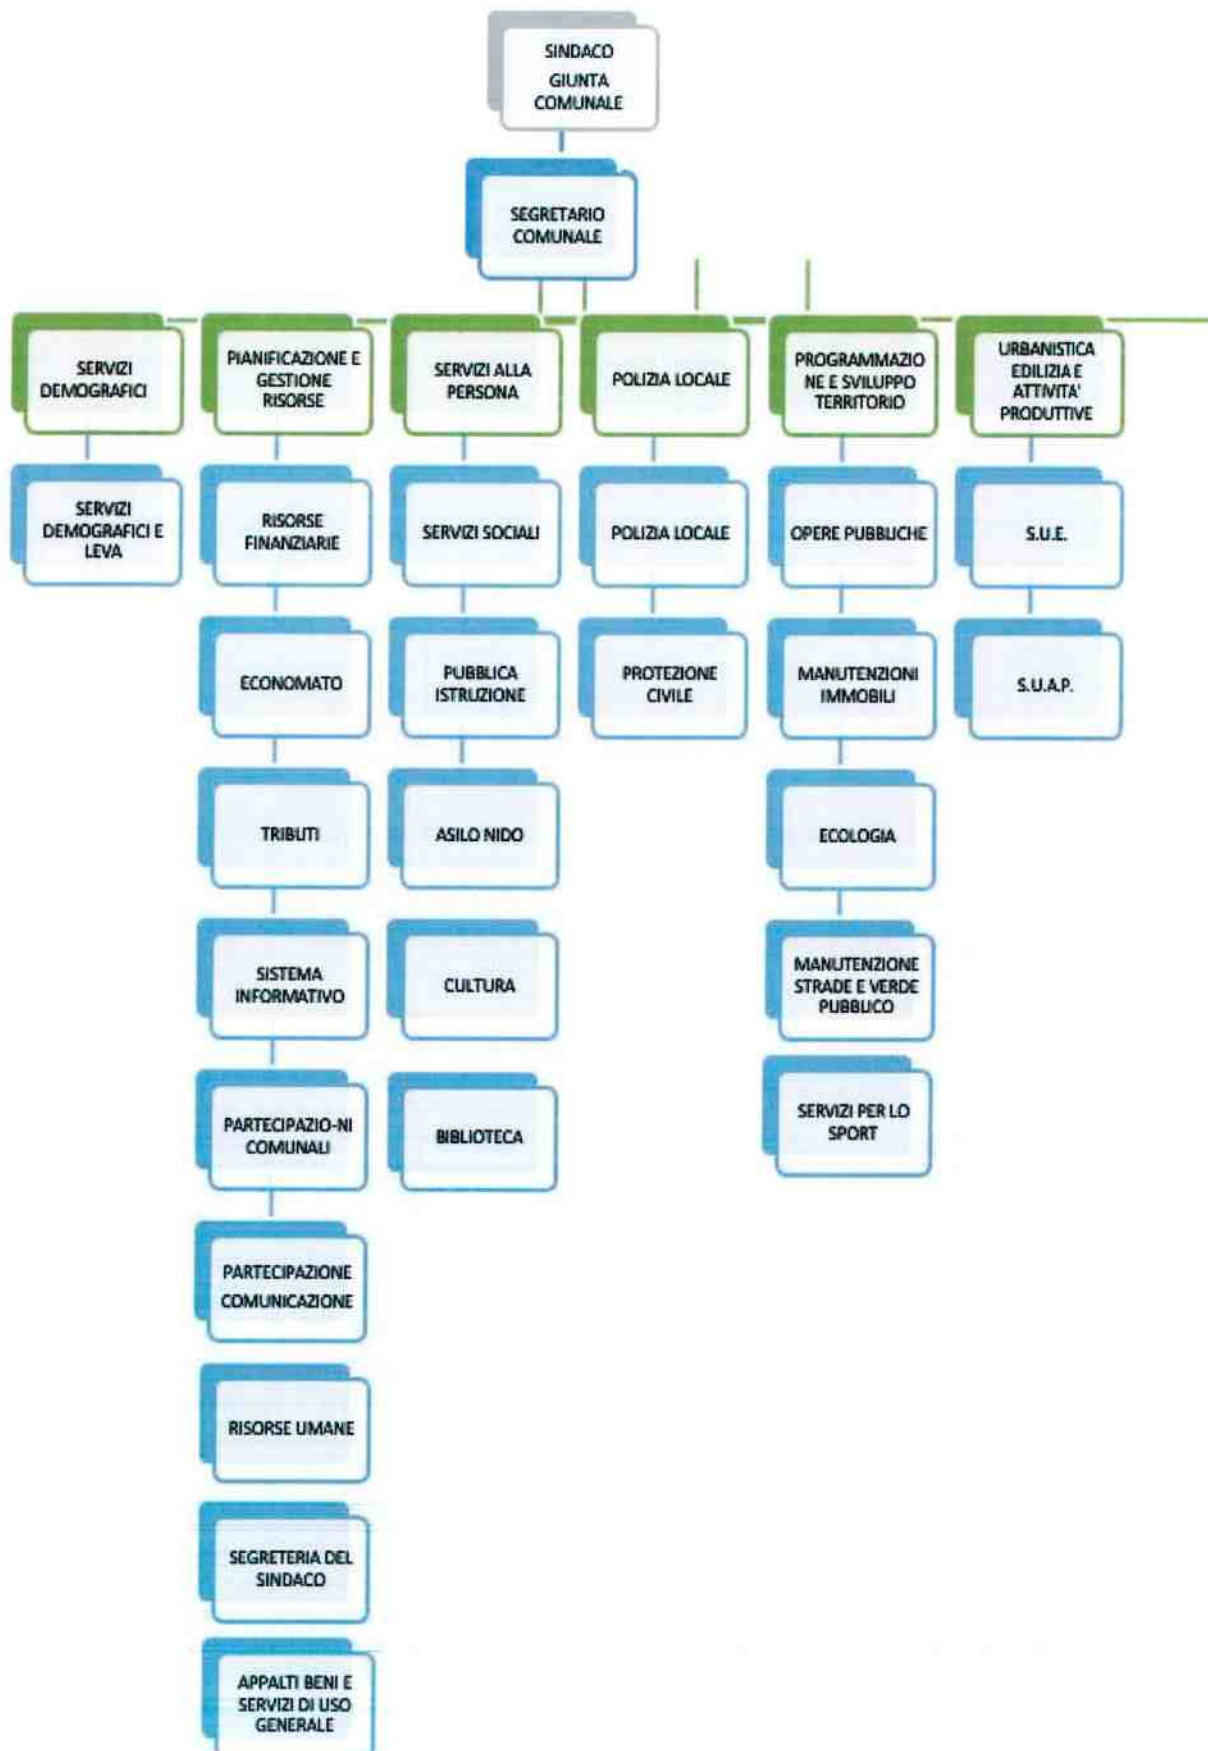 SINDACO
GIUNTA
COMUNALE
SEGRETARIO
COMUNALE
SERVIZI
DEMOGRAFICI
PIANIFICAZIONE E
GESTIONE
RISORSE
SERVIZI ALLA
PERSONA
POLIZIA LOCALE
PROGRAMMAZIO
NE E SVILUPPO
TERRITORIO
URBANISTICA
EDILIZIA E
ATTIVITA'
PRODUTTIVE
SERVIZI
DEMOGRAFICI E
LEVA
RISORSE
FINANZIARIE
SERVIZI SOCIALI
POLIZIA LOCALE
OPERE PUBBLICHE
S.U.E.
ECONOMATO
PUBBLICA
ISTRUZIONE
PROTEZIONE
CIVILE
MANUTENZIONI
IMMOBILI
S.U.A.P.
TRIBUTI
ASILO NIDO
ECOLOGIA
SISTEMA
INFORMATIVO
CULTURA
MANUTENZIONE
STRADE E VERDE
PUBBLICO
PARTECIPAZIO-NI
COMUNALI
BIBLIOTECA
SERVIZI PER LO
SPORT
PARTECIPAZIONE
COMUNICAZIONE
RISORSE UMANE
SEGRETERIA DEL
SINDACO
APPALTI BENI E
SERVIZI DI USO
GENERALE